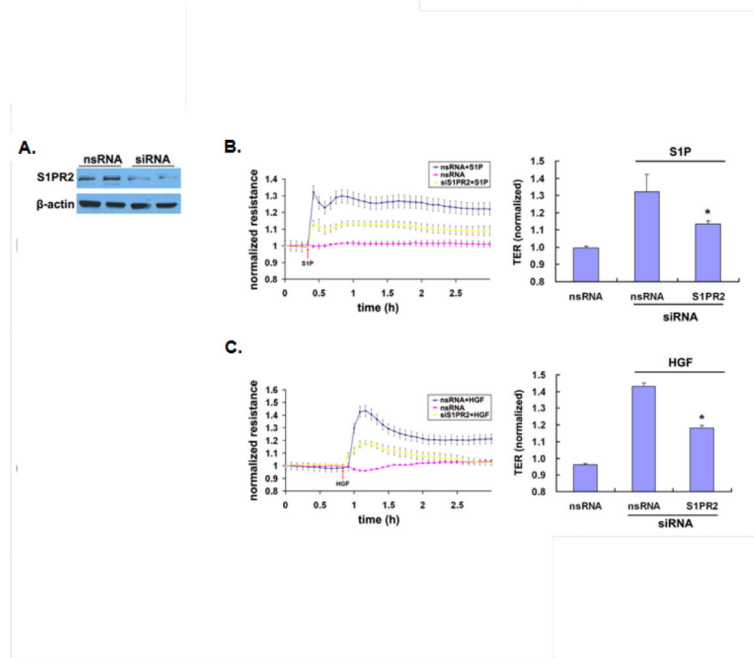 A.
nsRNA siRNA
S1PR2
β-actin
B.
normalized resistance
1.4
1.3
1.2
1.1
1
0.9
0.8
nsRNA+S1P
nsRNA
siS1PR2+S1P
S1P
0 0.5 1 1.5 2 2.5
time (h)
S1P
TER (normalized)
1.5
1.4
1.3
1.2
1.1
1.0
0.9
0.8
*
nsRNA nsRNA S1PR2
siRNA
C.
normalized resistance
1.5
1.4
1.3
1.2
1.1
1
0.9
0.8
nsRNA+HGF
nsRNA
siS1PR2+HGF
HGF
0 0.5 1 1.5 2 2.5
time (h)
HGF
TER (normalized)
1.5
1.4
1.3
1.2
1.1
1.0
0.9
0.8
*
nsRNA nsRNA S1PR2
siRNA